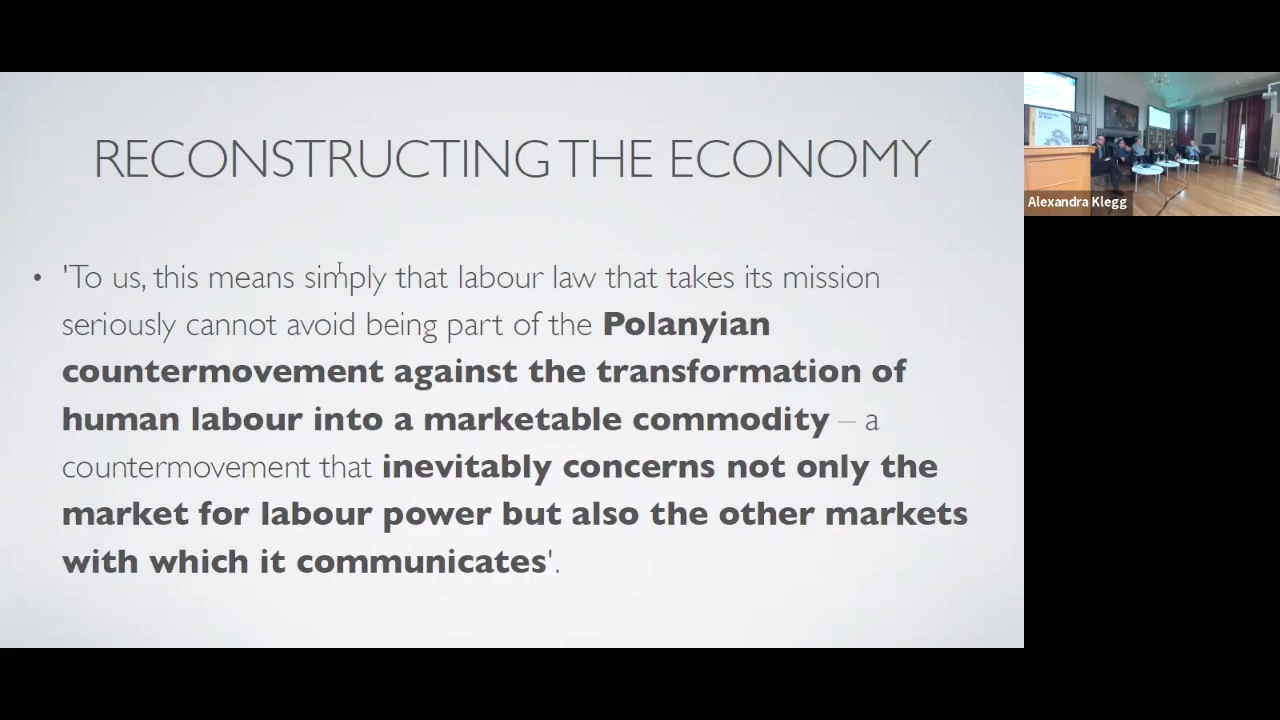 RECONSTRUCTING THE ECONOMY
• 'To us, this means simply that labour law that takes its mission
seriously cannot avoid being part of the Polanyian
countermovement against the transformation of
human labour into a marketable commodity – a
countermovement that inevitably concerns not only the
market for labour power but also the other markets
with which it communicates'.
Alexandra Klegg